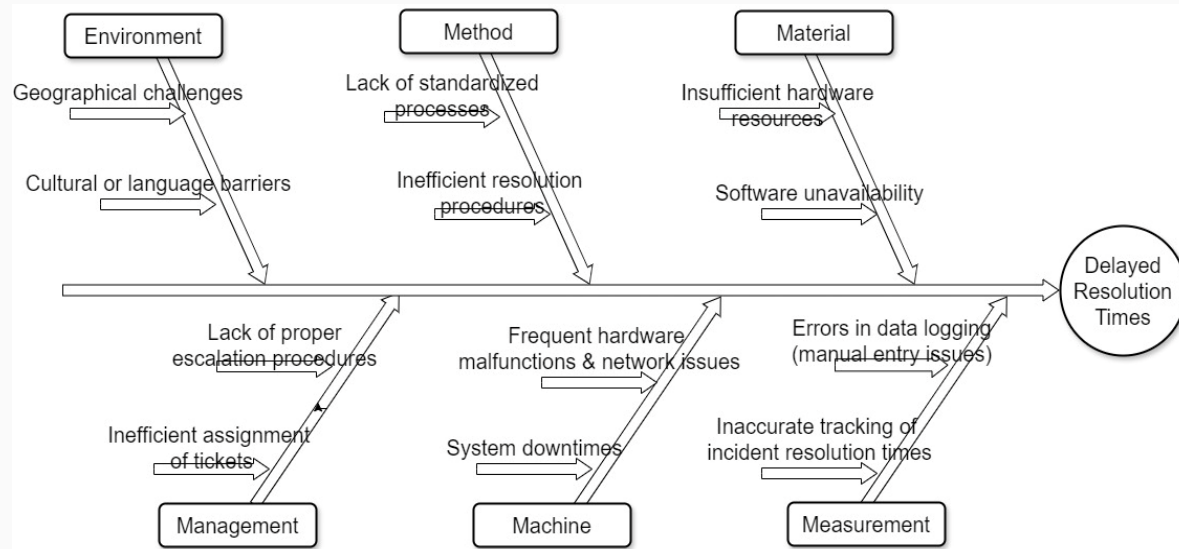 Environment
Method
Material
Geographical challenges
Lack of standardized
processes
Insufficient hardware
resources
Cultural or language barriers
Inefficient resolution
procedures
Software unavailability
Delayed
Resolution
Times
Lack of proper
escalation procedures
Frequent hardware
malfunctions & network issues
Errors in data logging
(manual entry issues)
Inefficient assignment
of tickets
System downtimes
Inaccurate tracking of
incident resolution times
Management
Machine
Measurement